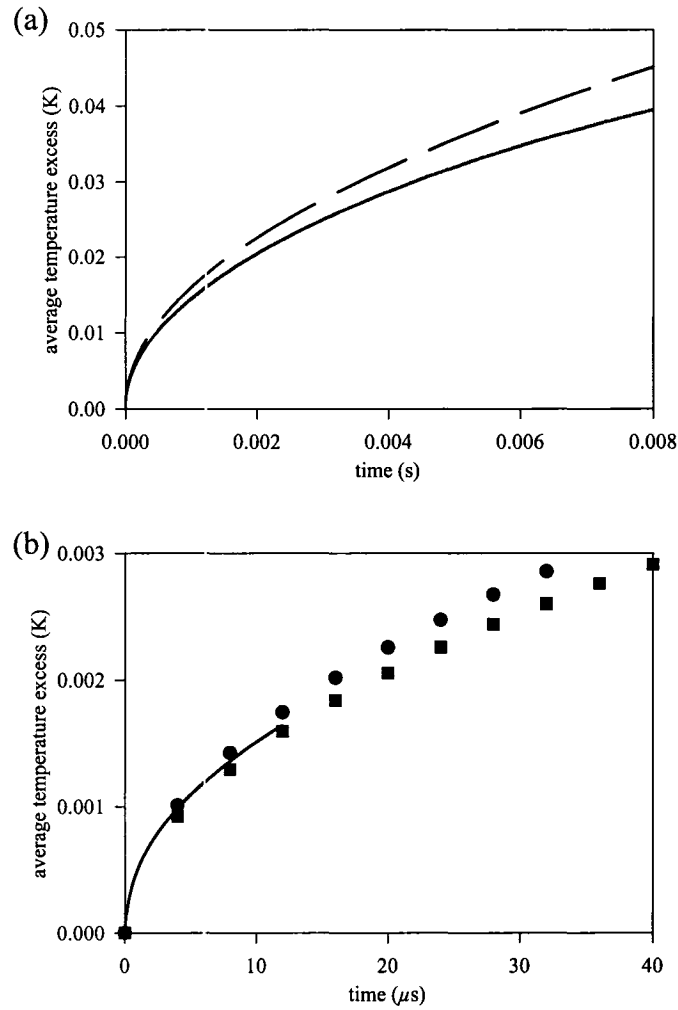 (a)
0.05
0.04
0.03
0.02
0.01
0.00
average temperature excess (K)
0.000 0.002 0.004 0.006 0.008
time (s)
(b)
0.003
0.002
0.001
0.000
average temperature excess (K)
0 10 20 30 40
time (μs)